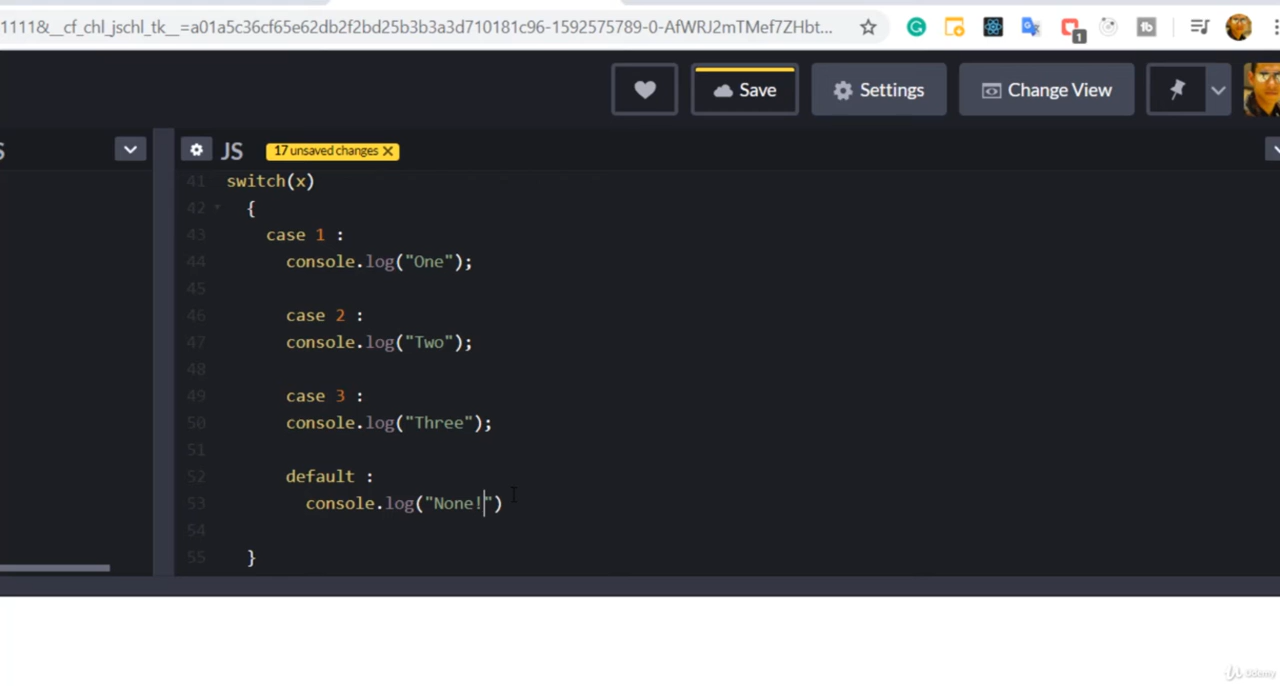 1111&__cf_chl_jschl_tk__=a01a5c36cf65e62db2f2bd25b3b3a3d710181c96-1592575789-0-AfWRJ2mTMef7ZHbt...
1
Save
Settings
Change View
S
JS
17 unsaved changes
41 switch(x)
42 {
43 case 1 :
44 console.log("One");
45
46 case 2 :
47 console.log("Two");
48
49 case 3 :
50 console.log("Three");
51
52 default :
53 console.log("None!")
54
55 }
Udemy